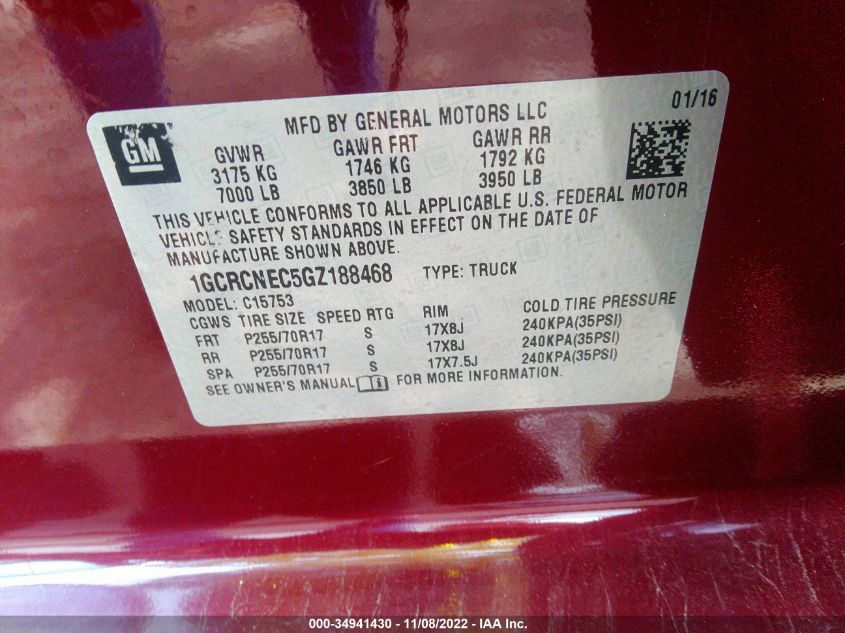 GM
MFD BY GENERAL MOTORS LLC
01/16
GVWR GAWR FRT GAWR RR
3175 KG 1746 KG 1792 KG
7000 LB 3850 LB 3950 LB
THIS VEHICLE CONFORMS TO ALL APPLICABLE U.S. FEDERAL MOTOR
VEHICLE SAFETY STANDARDS IN EFFECT ON THE DATE OF
MANUFACTURE SHOWN ABOVE.
1GCRCNEC5GZ188468 TYPE: TRUCK
MODEL: C15753
CGWS TIRE SIZE SPEED RTG RIM COLD TIRE PRESSURE
FRT P255/70R17 S 17X8J 240KPA(35PSI)
RR P255/70R17 S 17X8J 240KPA(35PSI)
SPA P255/70R17 S 17X7.5J 240KPA(35PSI)
SEE OWNER'S MANUAL FOR MORE INFORMATION.
000-34941430 - 11/08/2022 - IAA Inc.